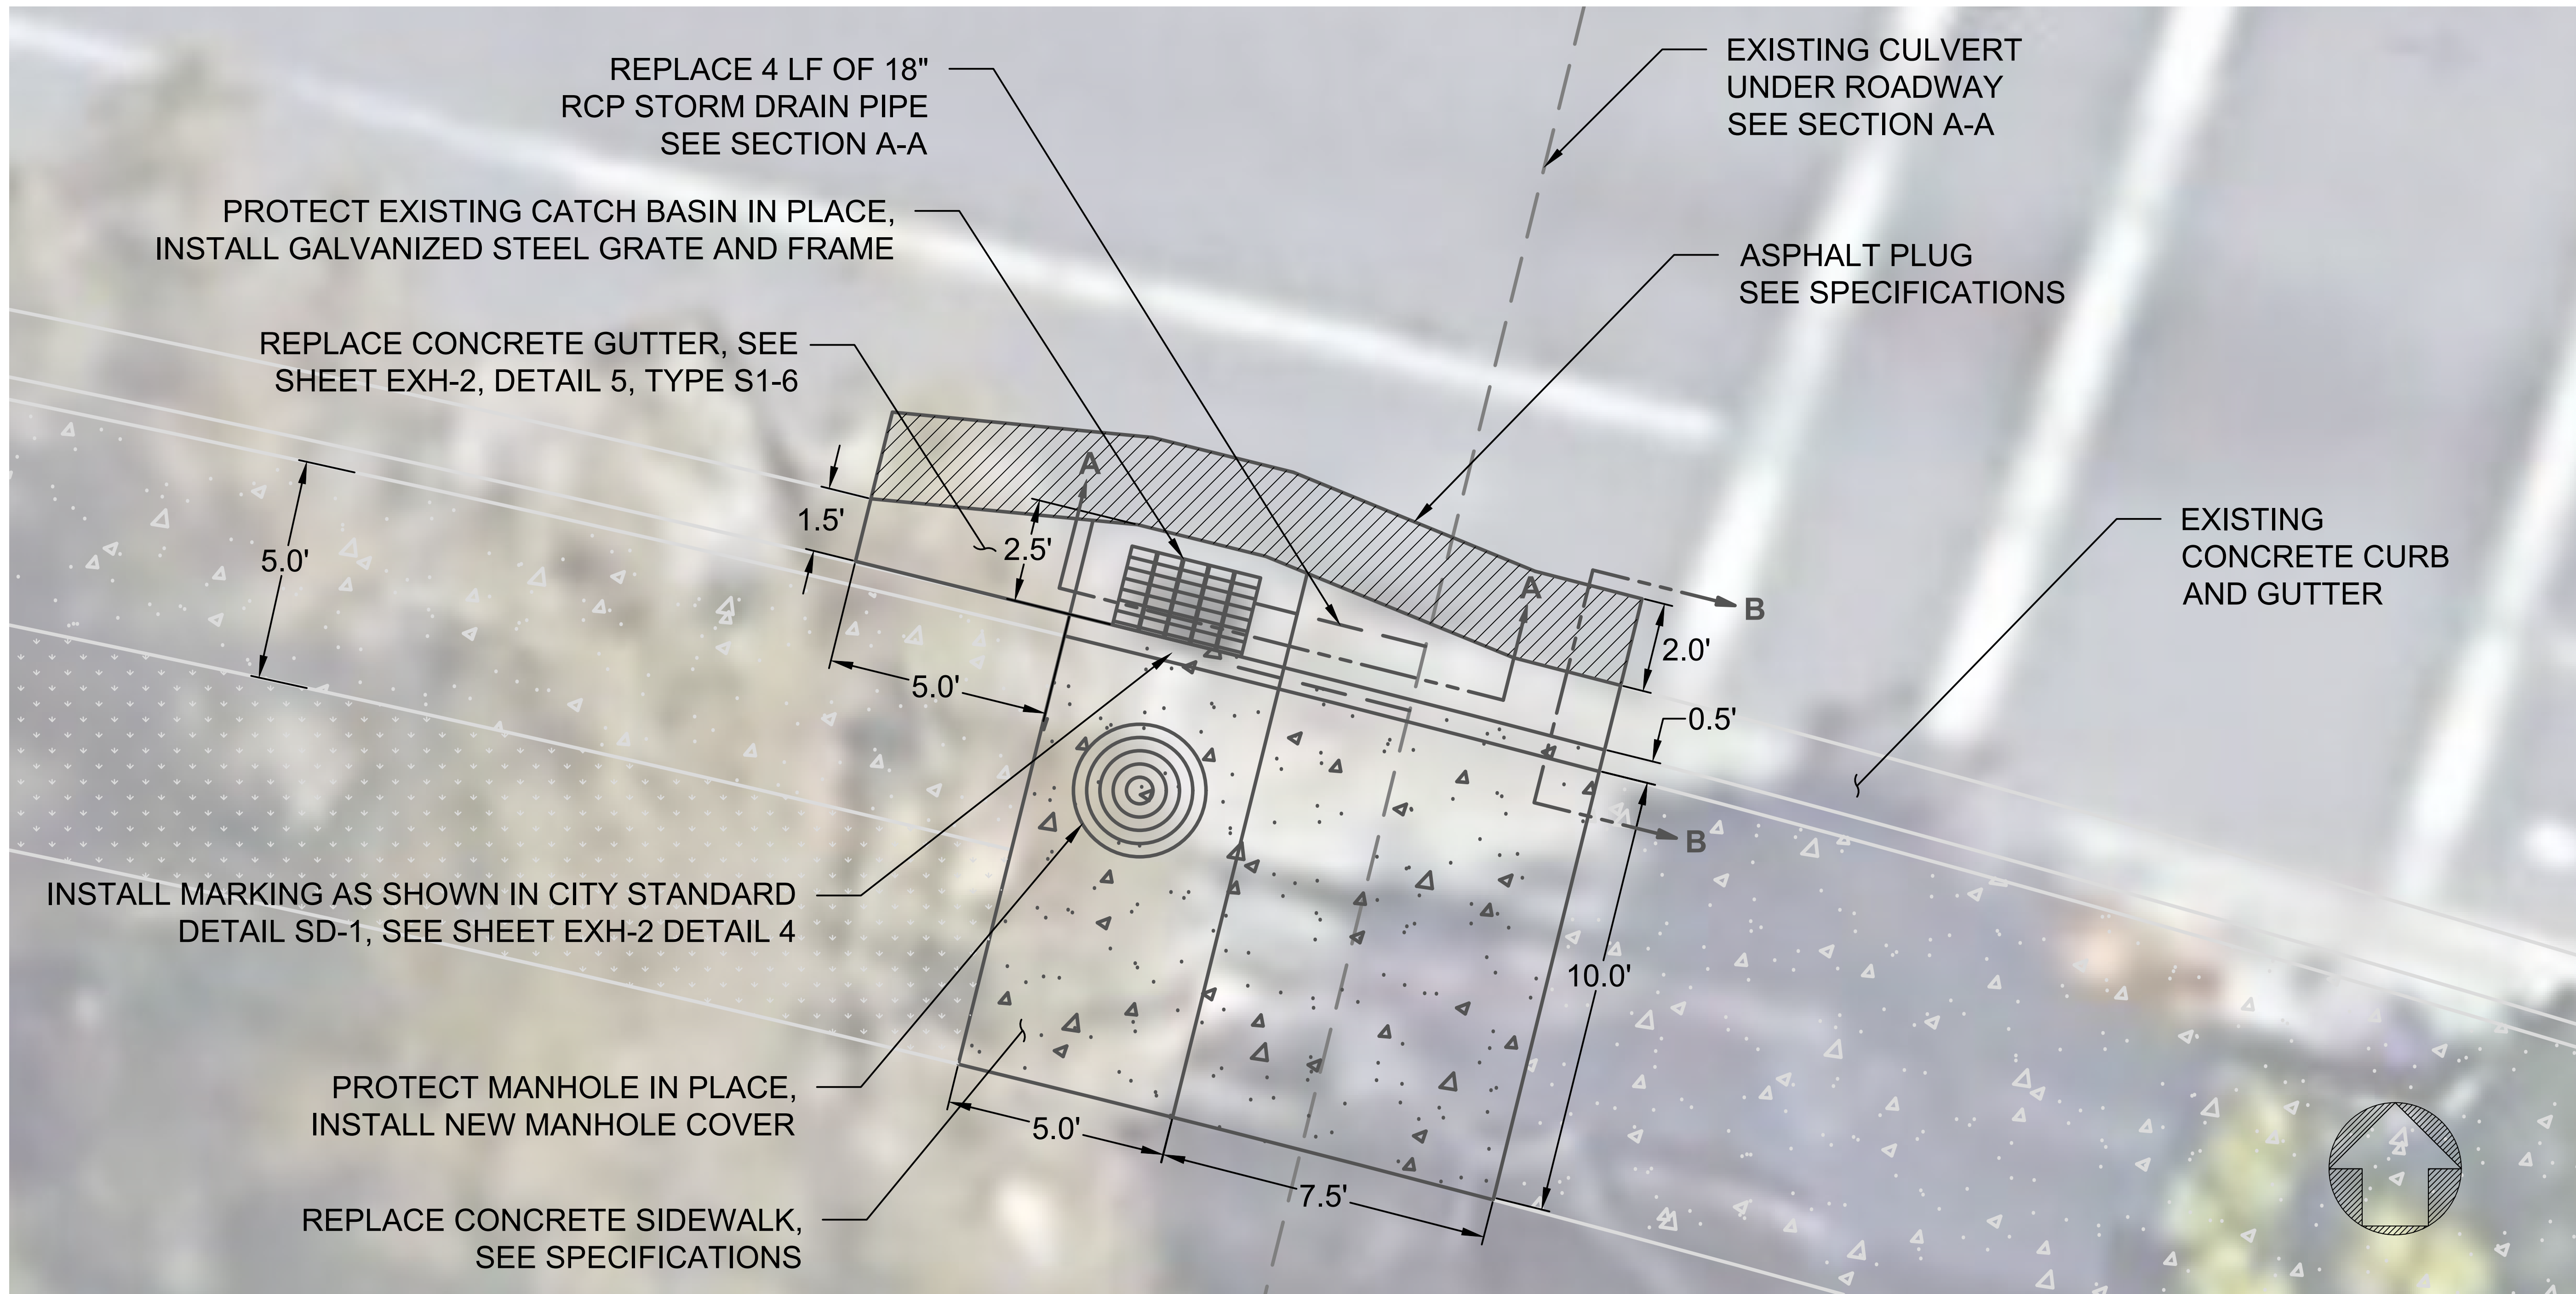 REPLACE 4 LF OF 18"
RCP STORM DRAIN PIPE
SEE SECTION A-A
EXISTING CULVERT
UNDER ROADWAY
SEE SECTION A-A
PROTECT EXISTING CATCH BASIN IN PLACE,
INSTALL GALVANIZED STEEL GRATE AND FRAME
ASPHALT PLUG
SEE SPECIFICATIONS
REPLACE CONCRETE GUTTER, SEE
SHEET EXH-2, DETAIL 5, TYPE S1-6
A
1.5'
2.5'
5.0'
EXISTING
CONCRETE CURB
AND GUTTER
A
B
2.0'
5.0'
0.5'
B
INSTALL MARKING AS SHOWN IN CITY STANDARD
DETAIL SD-1, SEE SHEET EXH-2 DETAIL 4
10.0'
PROTECT MANHOLE IN PLACE,
INSTALL NEW MANHOLE COVER
5.0'
7.5'
REPLACE CONCRETE SIDEWALK,
SEE SPECIFICATIONS